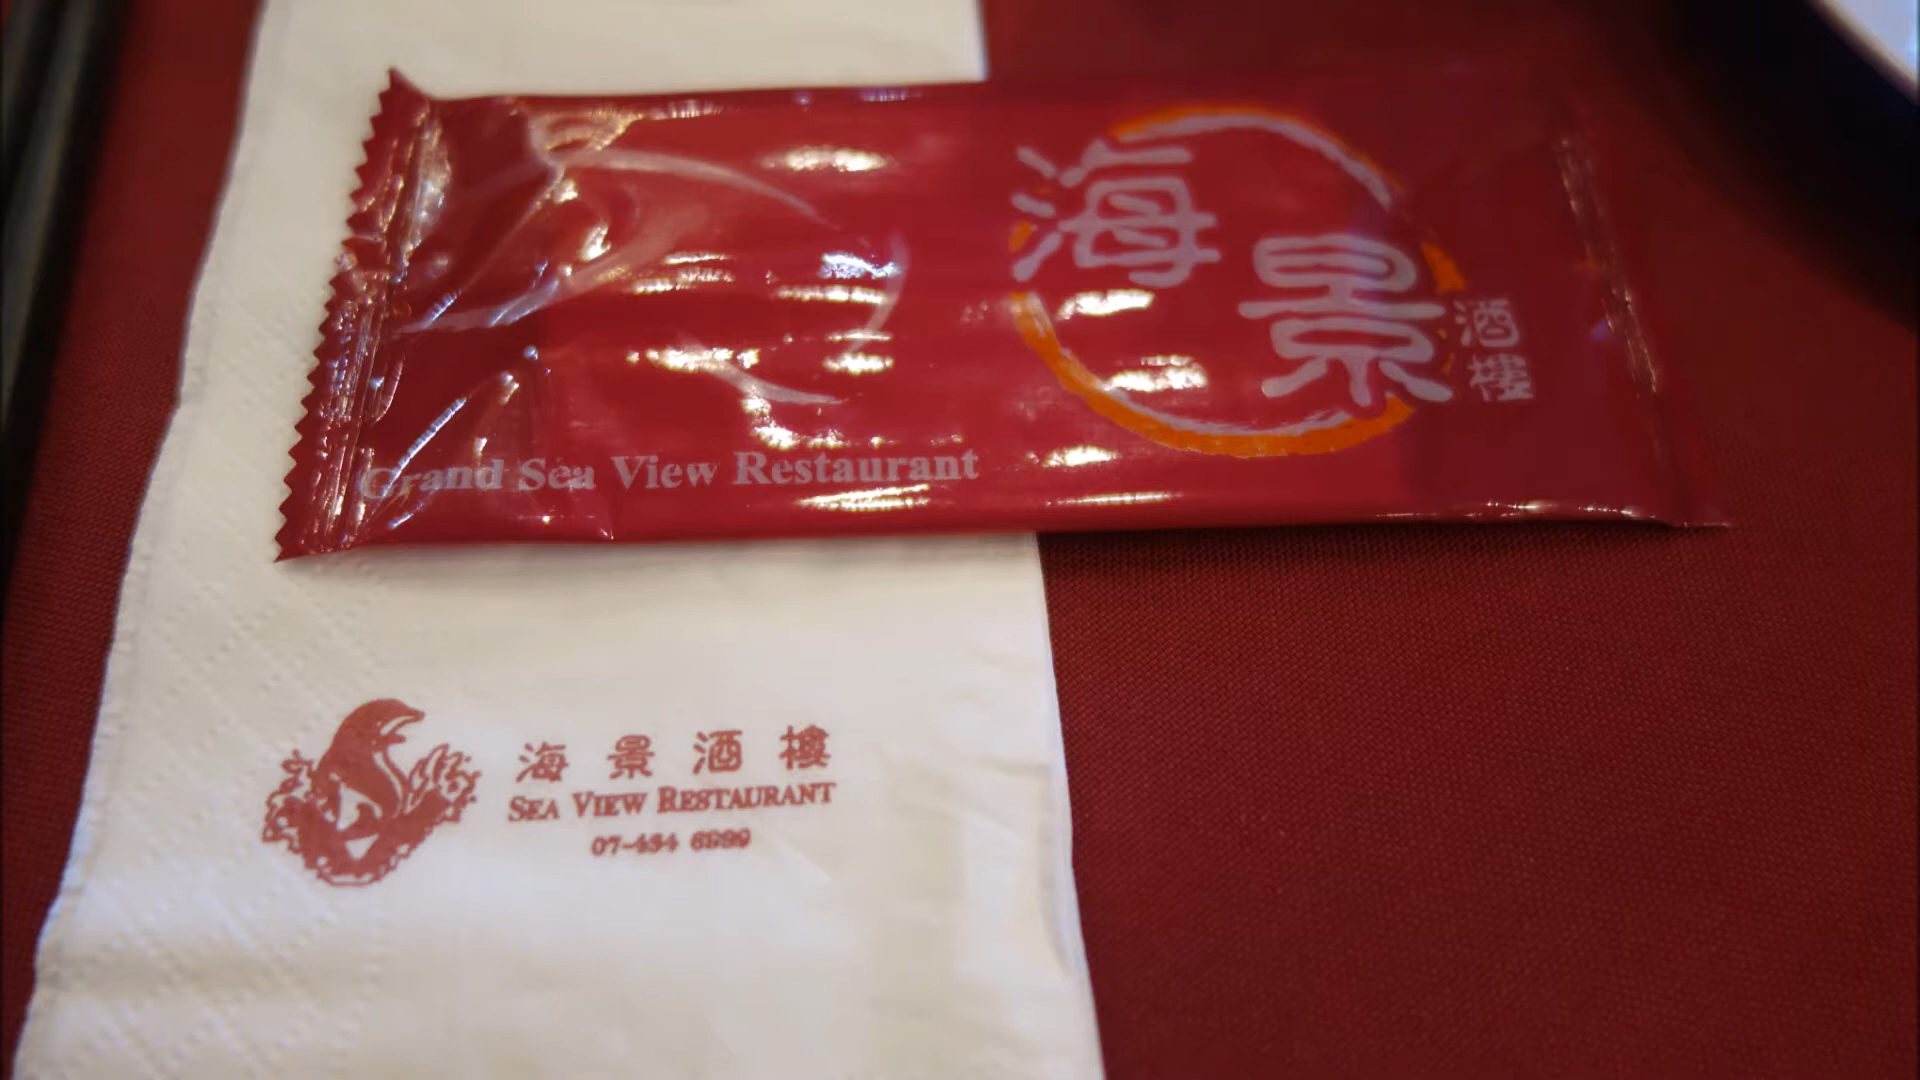 海景
酒樓
Grand Sea View Restaurant
海景酒樓
SEA VIEW RESTAURANT
07-434 6999